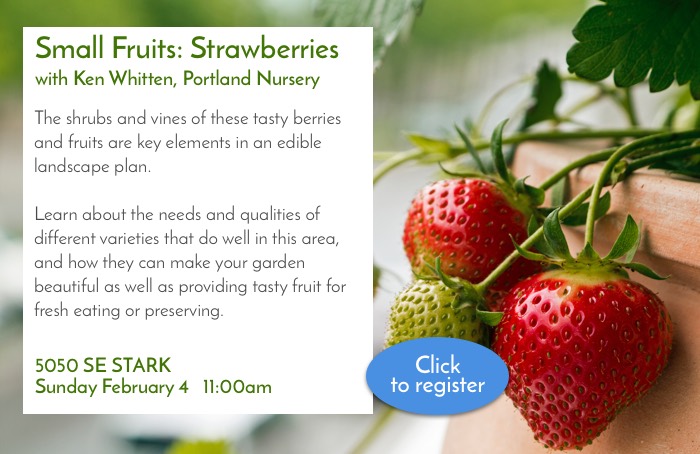 Small Fruits: Strawberries
with Ken Whitten, Portland Nursery
The shrubs and vines of these tasty berries
and fruits are key elements in an edible
landscape plan.
Learn about the needs and qualities of
different varieties that do well in this area,
and how they can make your garden
beautiful as well as providing tasty fruit for
fresh eating or preserving.
5050 SE STARK
Sunday February 4 11:00am
Click
to register